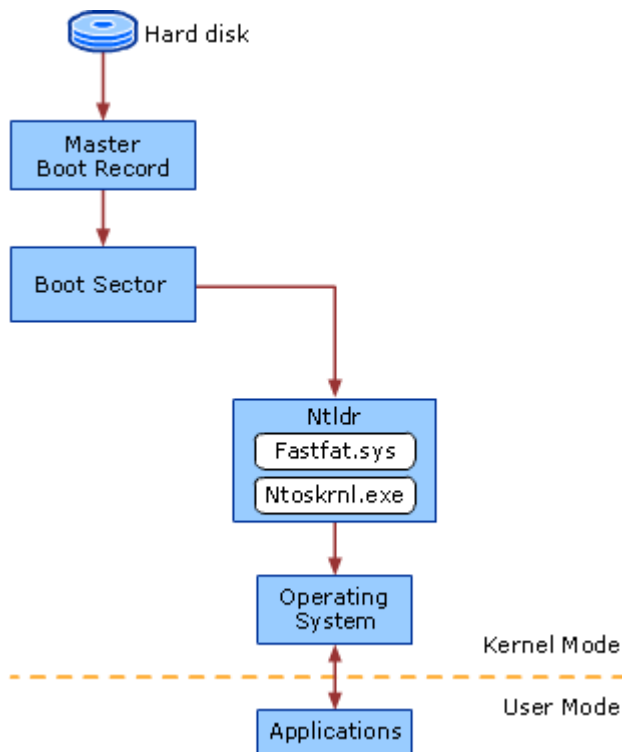 Hard disk
Master
Boot Record
Boot Sector
Ntldr
Fastfat.sys
Ntoskrnl.exe
Operating
System
Kernel Mode
User Mode
Applications